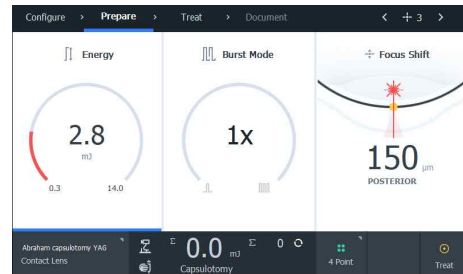 Configure > Prepare > Treat > Document < 3 >
Energy
Burst Mode
Focus Shift
2.8
mJ
0.3 14.0
1x
150 µm
POSTERIOR
Abraham capsulotomy YAG
Contact Lens
Σ 0.0 mJ Σ 0
Capsulotomy
4 Point
Treat